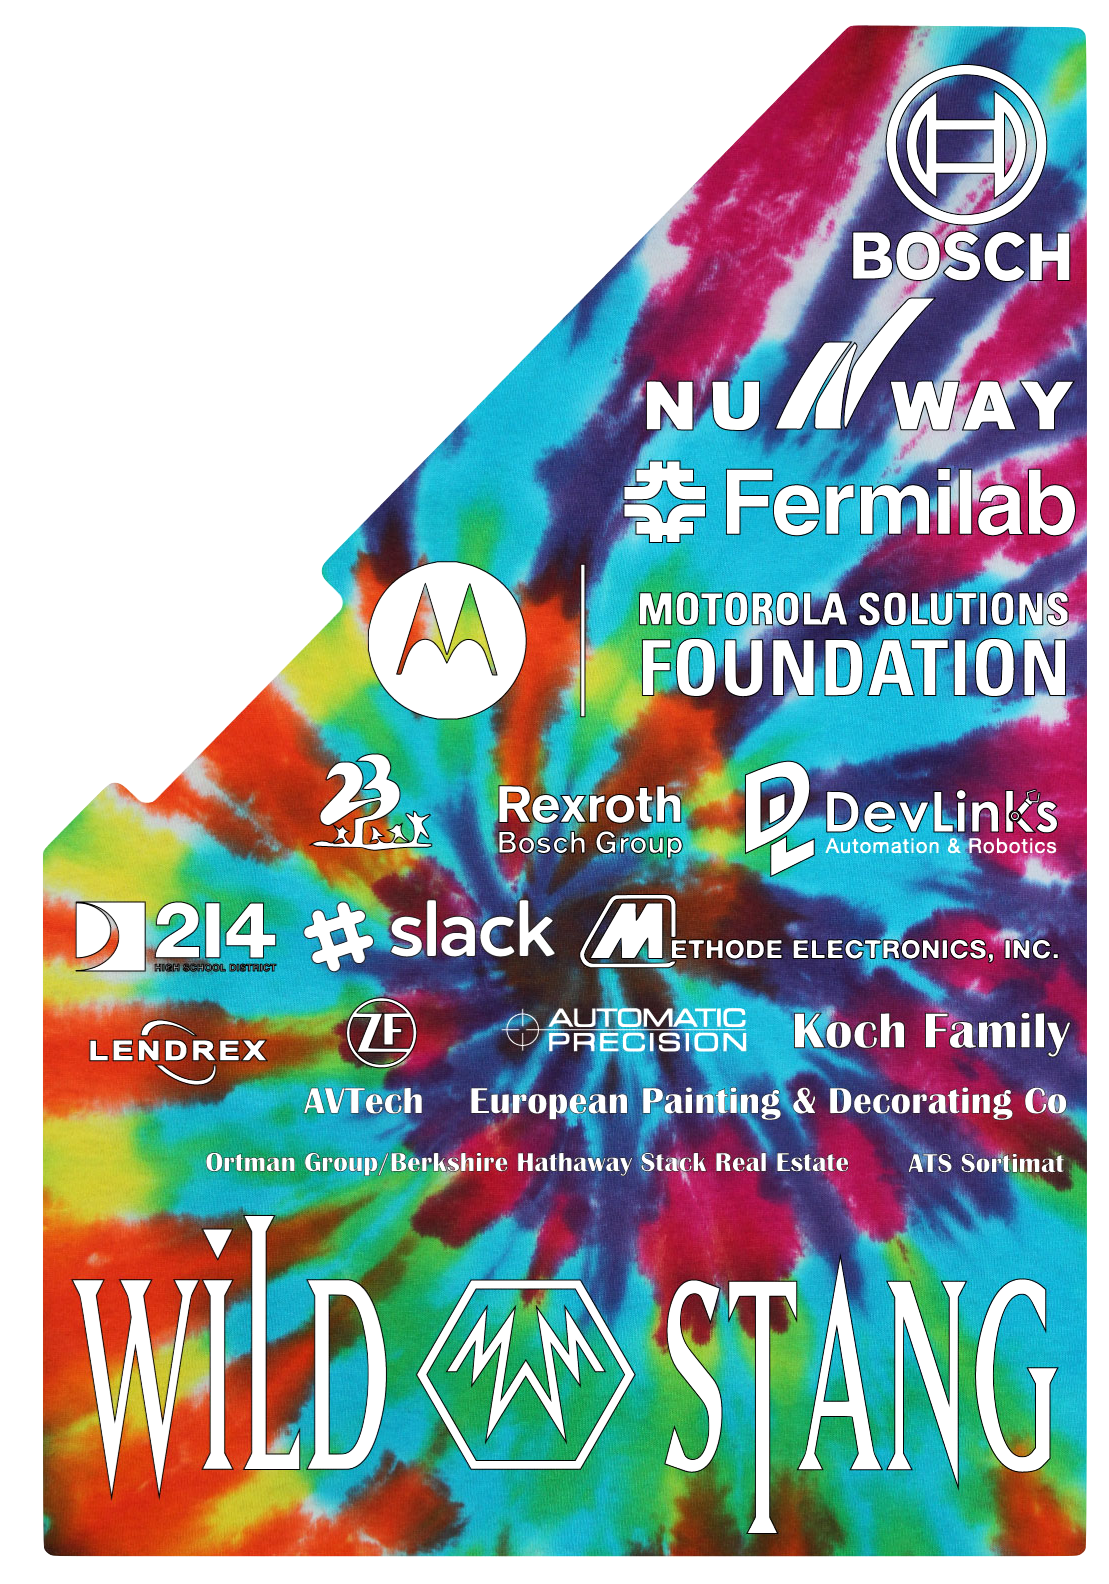 BOSCH
NU WAY
Fermilab
MOTOROLA SOLUTIONS
FOUNDATION
23
Rexroth
Bosch Group
DL
DevLinks
Automation & Robotics
D 214
HIGH SCHOOL DISTRICT
slack
METHODE ELECTRONICS, INC.
LENDREX
ZF
AUTOMATIC
PRECISION
Koch Family
AVTech
European Painting & Decorating Co
Ortman Group/Berkshire Hathaway Stack Real Estate
ATS Sortimat
WiLD STANG